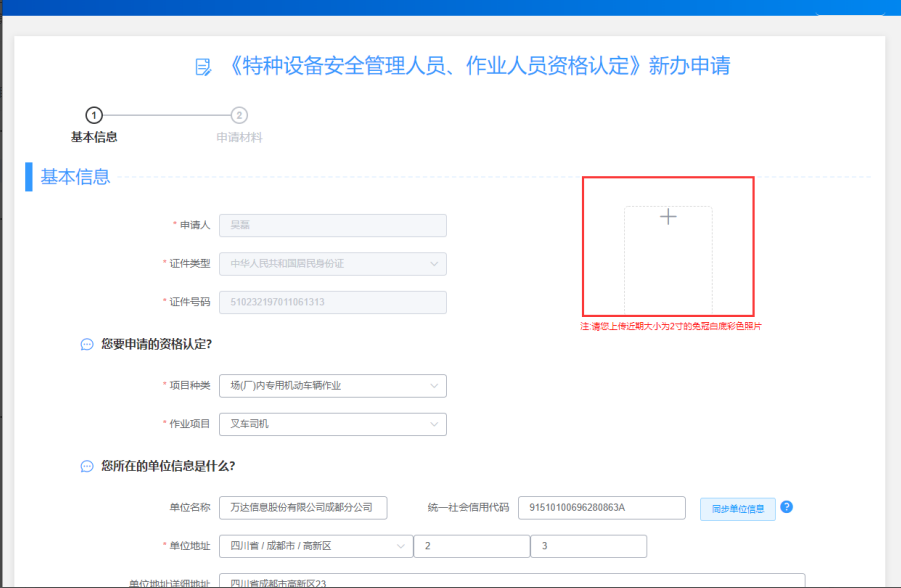 《特种设备安全管理人员、作业人员资格认定》新办申请
1 2
基本信息 申请材料
基本信息
* 申请人 吴磊
* 证件类型 中华人民共和国居民身份证
* 证件号码 510232197011061313
注:请您上传近期大小为2寸的免冠白底彩色照片
您要申请的资格认定?
* 项目种类 场(厂)内专用机动车辆作业
* 作业项目 叉车司机
您所在的单位信息是什么?
单位名称 万达信息股份有限公司成都分公司 统一社会信用代码 91510100696280863A 同步单位信息 ?
* 单位地址 四川省 / 成都市 / 高新区 2 3
单位地址详细地址 四川省成都市高新区23